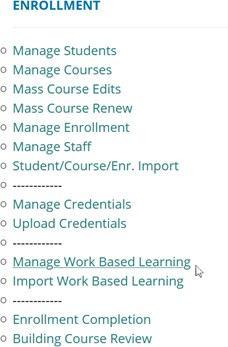 ENROLLMENT
Manage Students
Manage Courses
Mass Course Edits
Mass Course Renew
Manage Enrollment
Manage Staff
Student/Course/Enr. Import
------------
Manage Credentials
Upload Credentials
------------
Manage Work Based Learning
Import Work Based Learning
------------
Enrollment Completion
Building Course Review